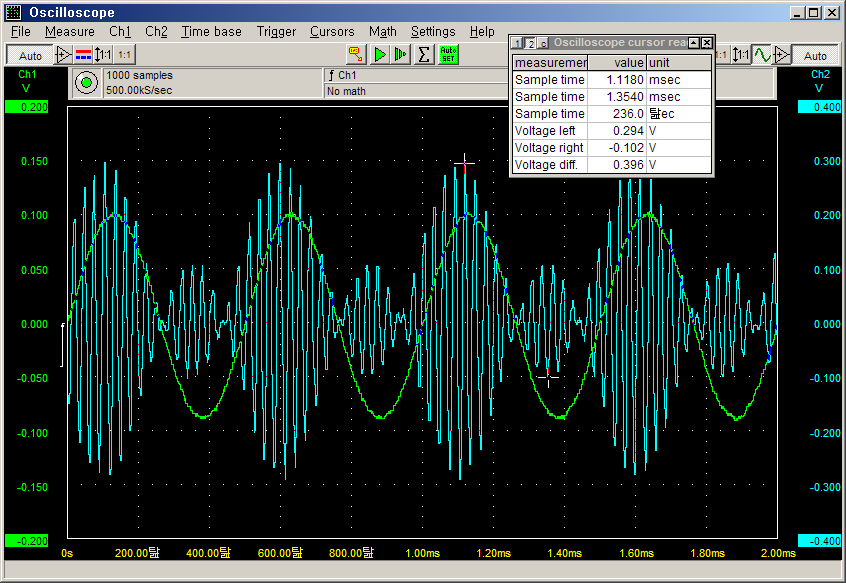 Oscilloscope
File Measure Ch1 Ch2 Time base Trigger Cursors Math Settings Help
1 2 c Oscilloscope cursor rea
Auto 1:1 1:1 Auto
Auto
SET
measuremer value unit
Sample time 1.1180 msec
Sample time 1.3540 msec
Sample time 236.0 탎ec
Voltage left 0.294 V
Voltage right -0.102 V
Voltage diff. 0.396 V
Ch1
V
1000 samples
500.00kS/sec
ƒ Ch1
No math
Ch2
V
0.200 0.400
0.150 0.300
0.100 0.200
0.050 0.100
0.000 0.000
-0.050 -0.100
-0.100 -0.200
-0.150 -0.300
-0.200 -0.400
0s 200.00탎 400.00탎 600.00탎 800.00탎 1.00ms 1.20ms 1.40ms 1.60ms 1.80ms 2.00ms